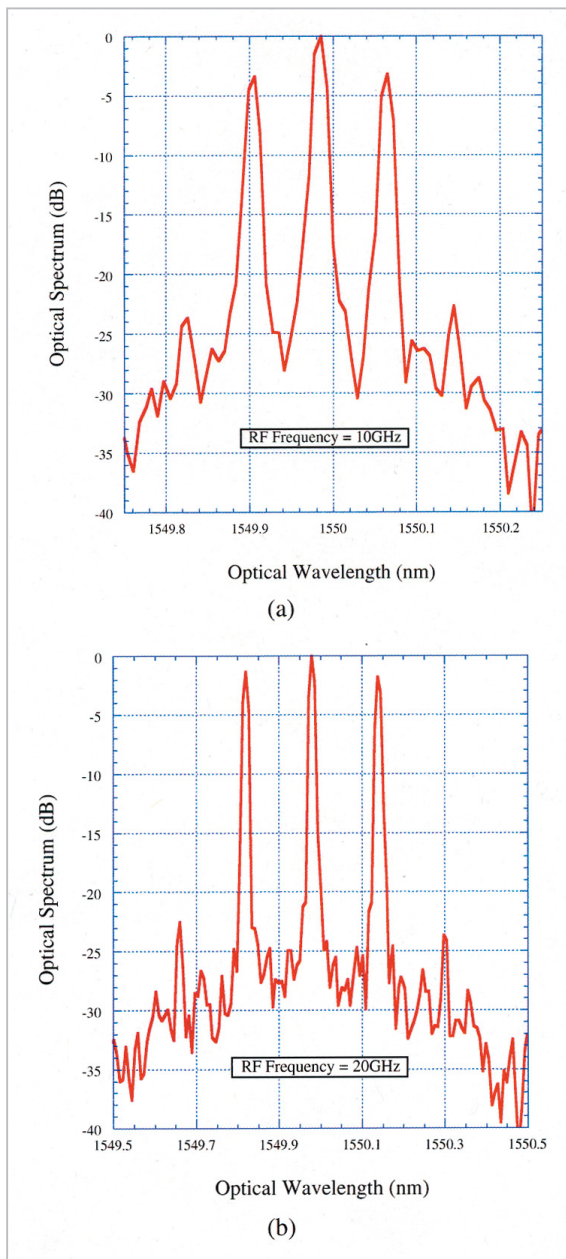 0
-5
-10
-15
-20
-25
-30
-35
-40
Optical Spectrum (dB)
RF Frequency = 10GHz
1549.8 1549.9 1550 1550.1 1550.2
Optical Wavelength (nm)
(a)
0
-5
-10
-15
-20
-25
-30
-35
-40
Optical Spectrum (dB)
RF Frequency = 20GHz
1549.5 1549.7 1549.9 1550.1 1550.3 1550.5
Optical Wavelength (nm)
(b)